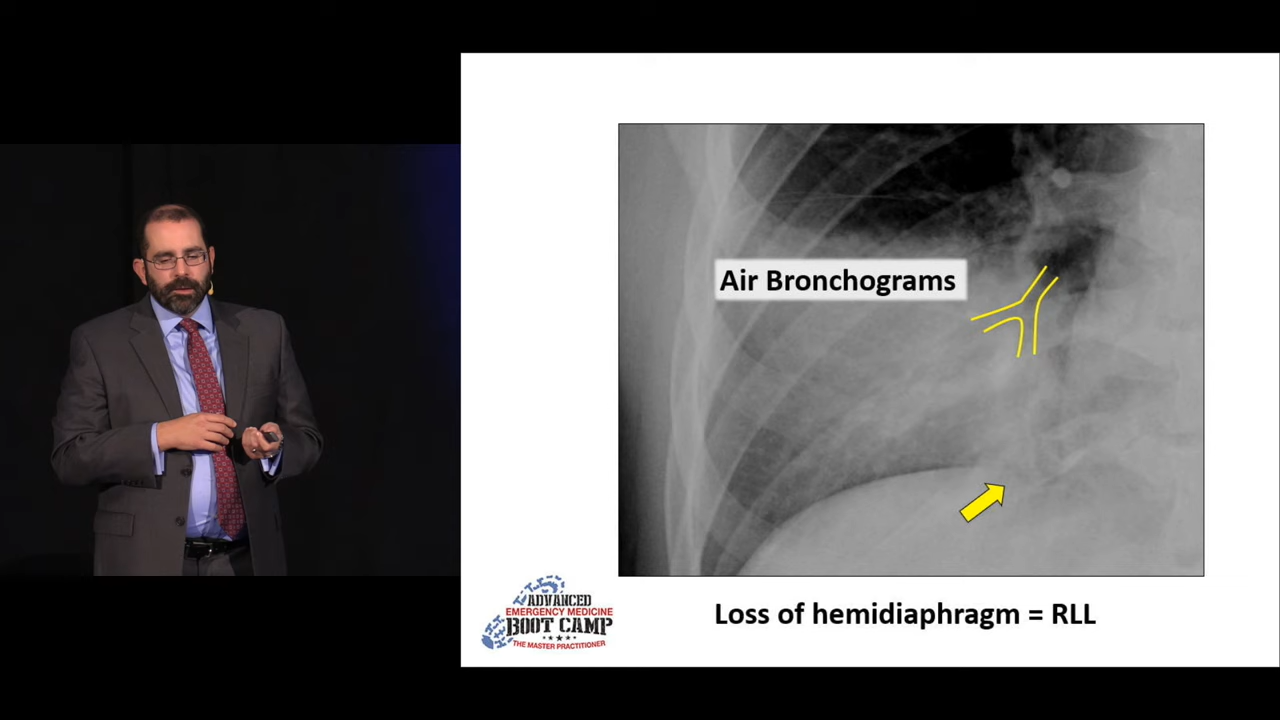 Air Bronchograms
Loss of hemidiaphragm = RLL
ADVANCED
EMERGENCY MEDICINE
BOOT CAMP
THE MASTER PRACTITIONER